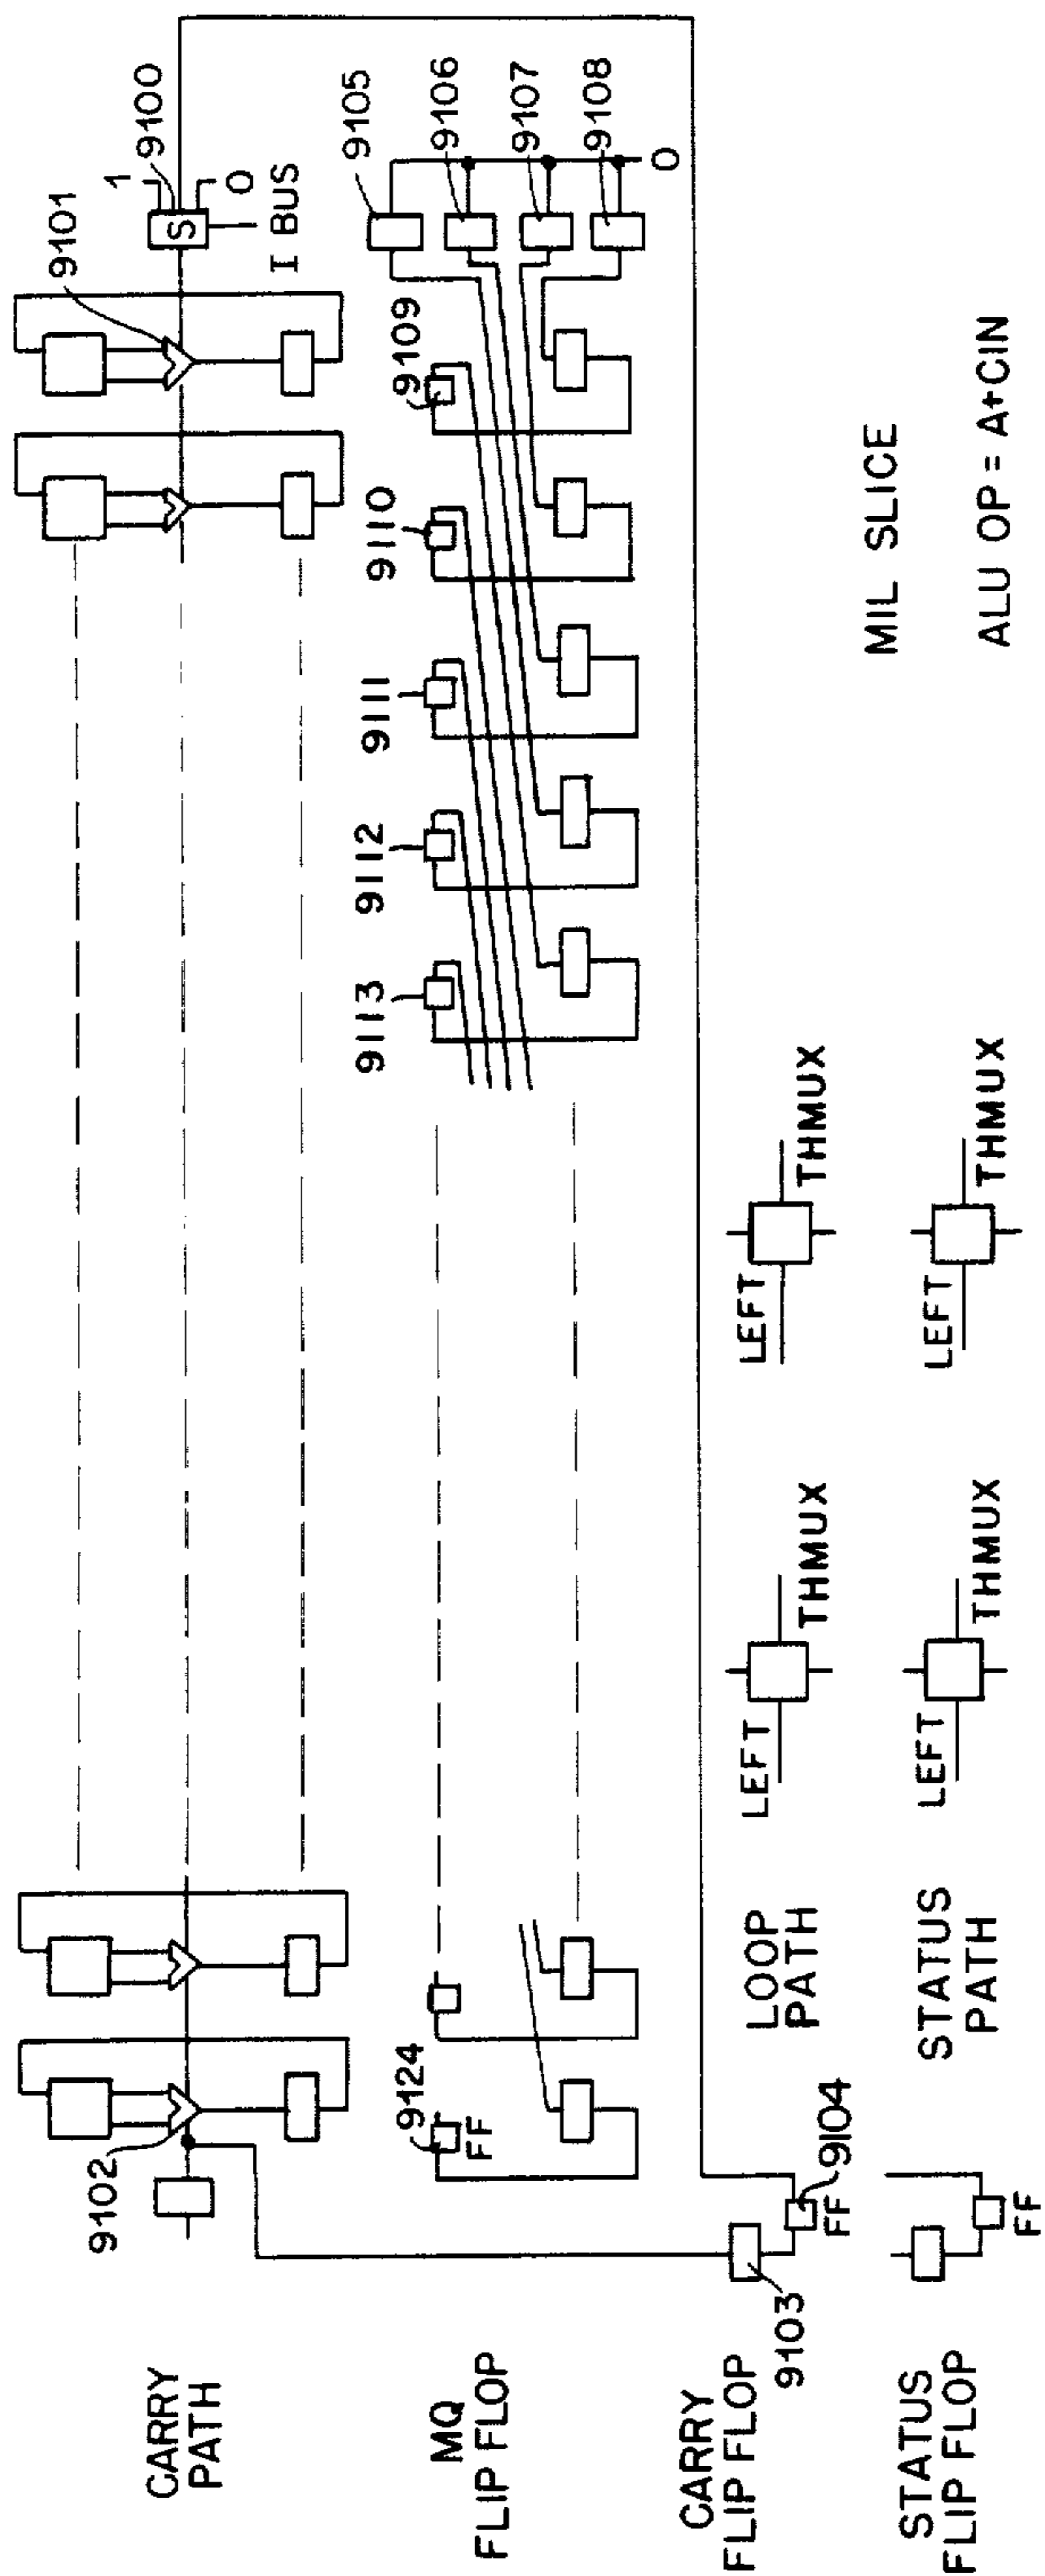 CARRY
PATH
9102
9101
1
9100
S
0
I BUS
MQ
FLIP FLOP
9124
FF
9113
9112
9111
9110
9109
9105
9106
9107
9108
0
CARRY
FLIP FLOP
9103
9104
FF
LOOP
PATH
LEFT
THMUX
LEFT
THMUX
STATUS
FLIP FLOP
FF
STATUS
PATH
LEFT
THMUX
LEFT
THMUX
MIL SLICE
ALU OP = A+CIN